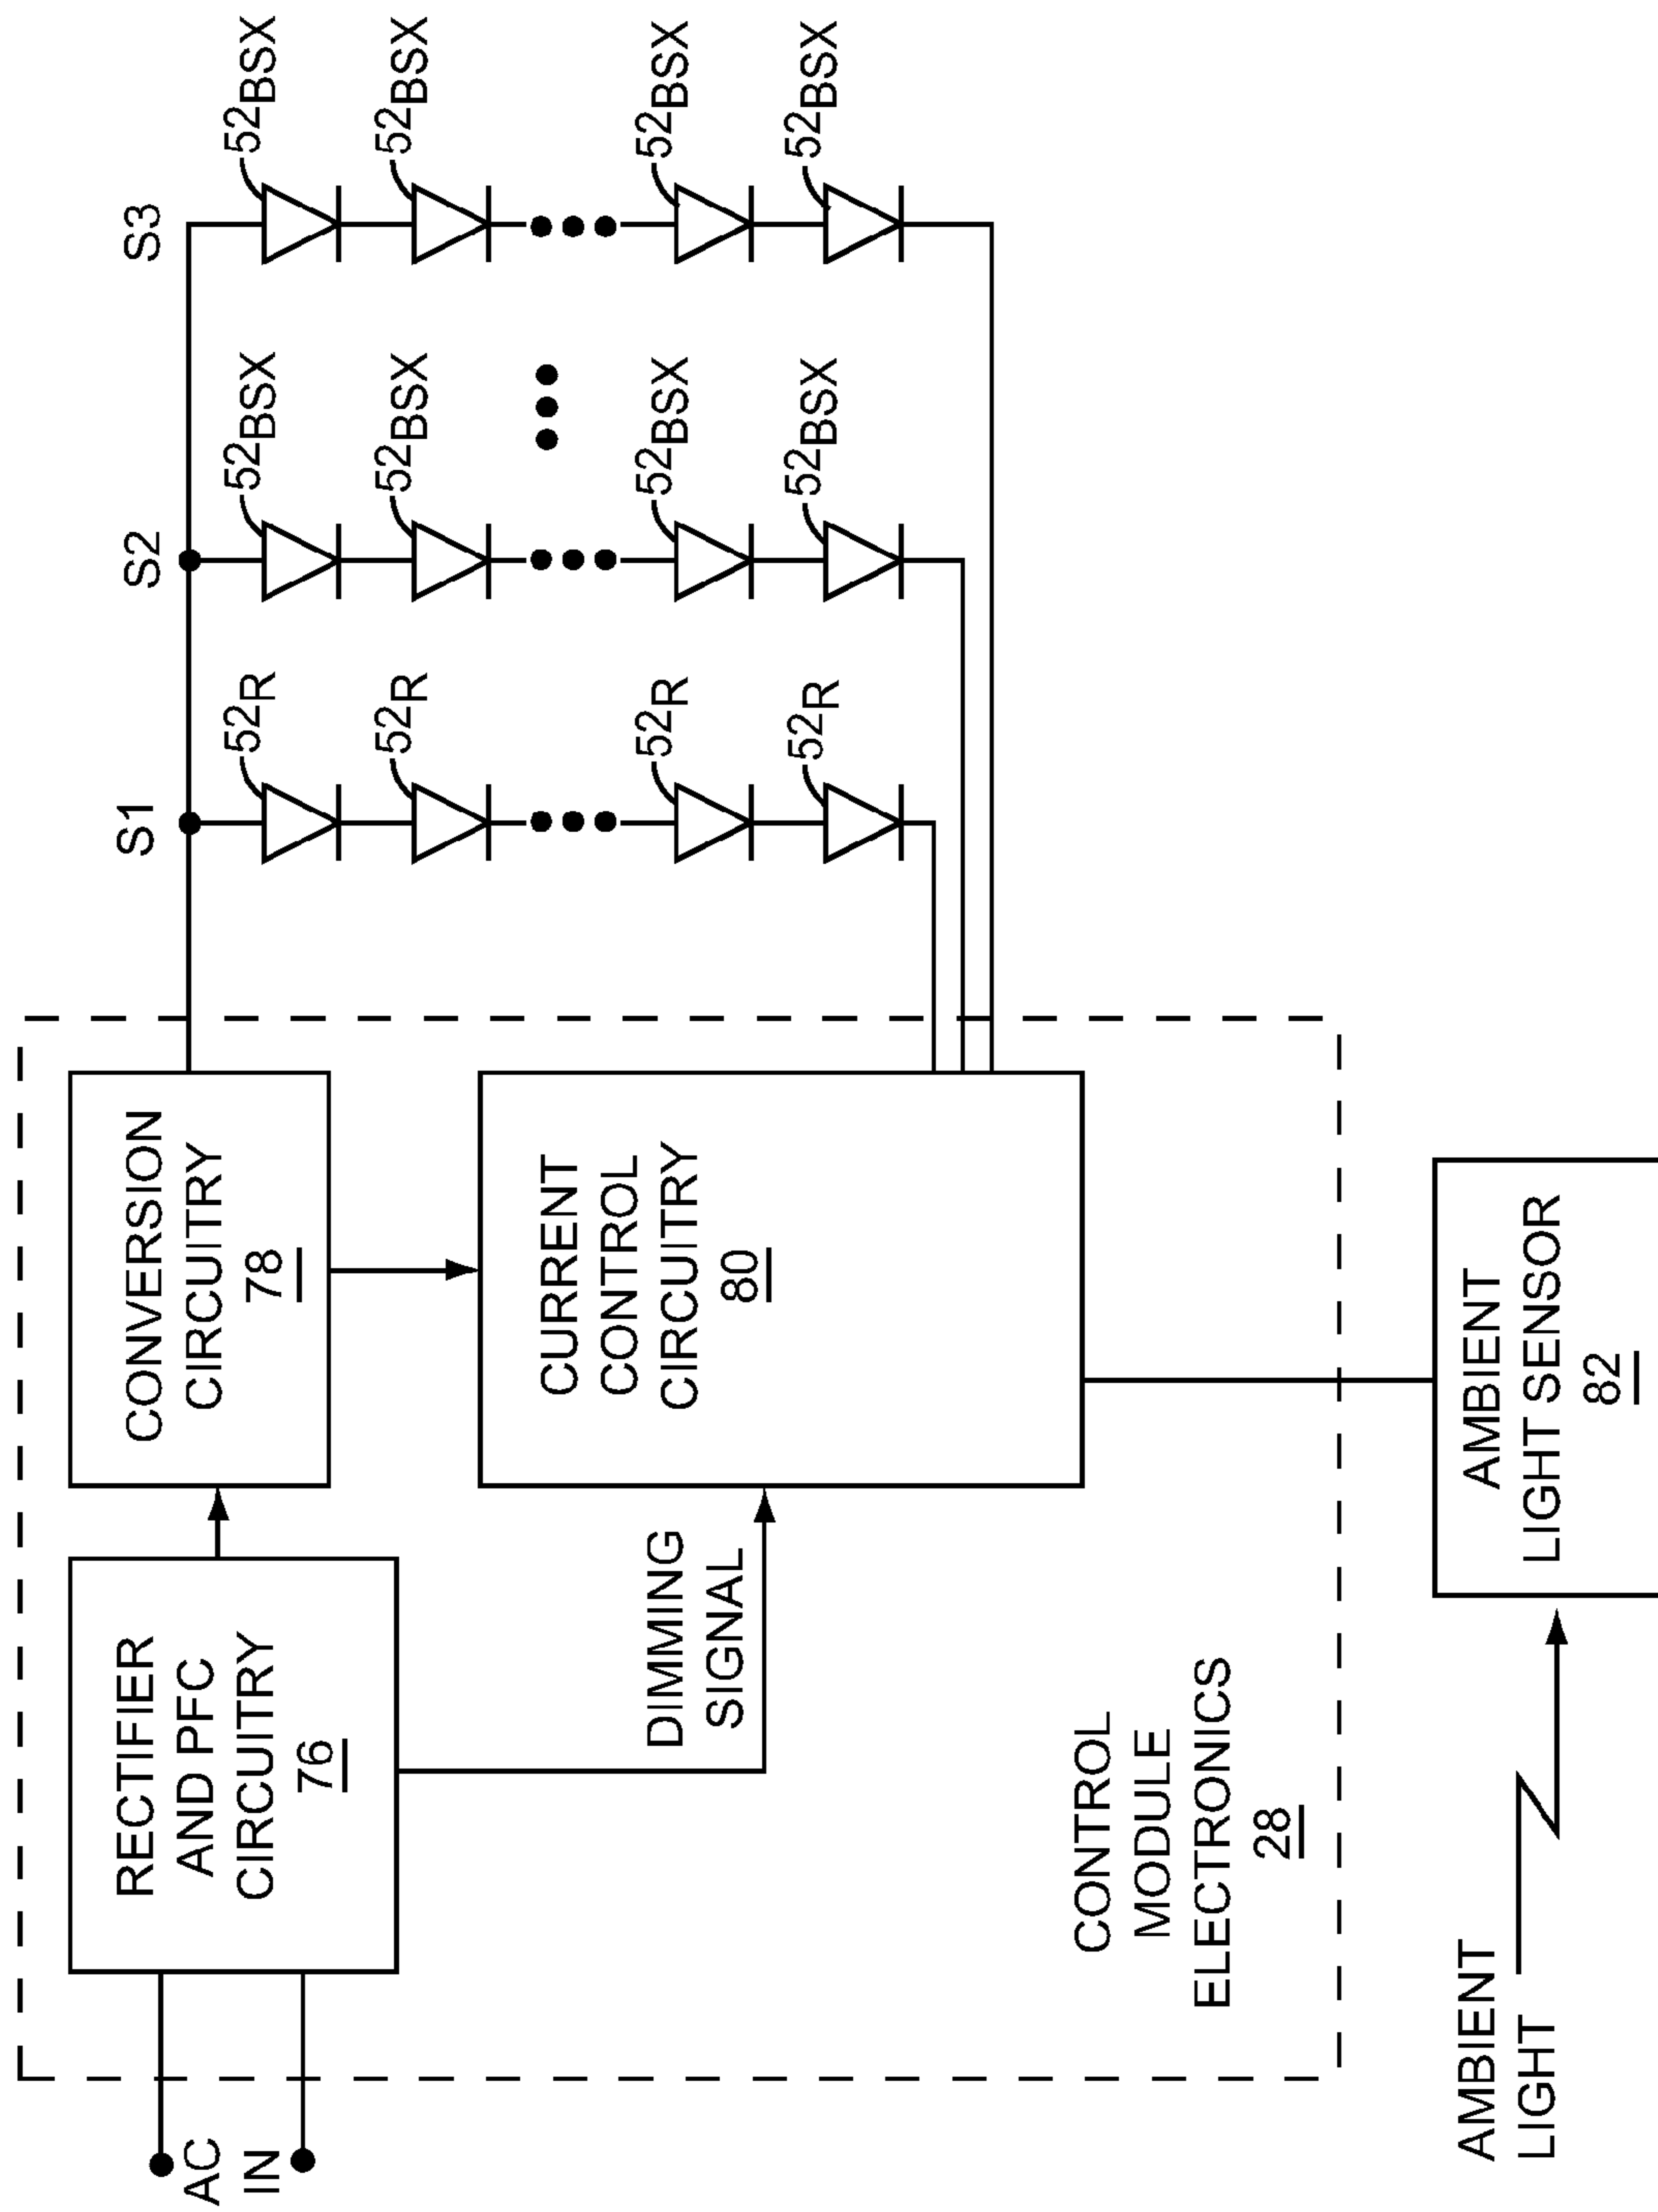 S1
S2
S3
52R
52BSX
52BSX
52R
52BSX
52BSX
52R
52BSX
52BSX
52R
52BSX
52BSX
AC
IN
RECTIFIER
AND PFC
CIRCUITRY
76
CONVERSION
CIRCUITRY
78
DIMMING
SIGNAL
CURRENT
CONTROL
CIRCUITRY
80
CONTROL
MODULE
ELECTRONICS
28
AMBIENT
LIGHT
AMBIENT
LIGHT SENSOR
82